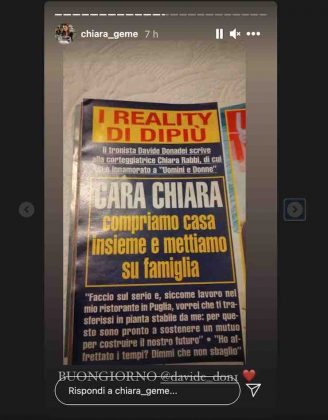 chiara_geme 7 h
I REALITY
DI DIPIÙ
Il tronista Davide Donadei scrive
alla corteggiatrice Chiara Rabbi, di cui
si è innamorato a "Uomini e Donne"
CARA CHIARA
compriamo casa
insieme e mettiamo
su famiglia
"Faccio sul serio e, siccome lavoro nel
mio ristorante in Puglia, vorrei che ti tra-
sferissi in pianta stabile da me: per que-
sto sono pronto a sostenere un mutuo
per costruire il nostro futuro" • "Ho af-
frettato i tempi? Dimmi che non sbaglio"
BUONGIORNO @davide_don1 ❤️
Rispondi a chiara_geme...